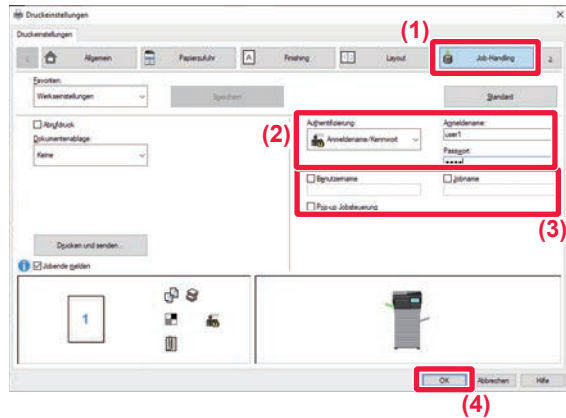 Druckeinstellungen
Druckeinstellungen
(1)
Allgemein
Papierzufuhr
A
Finishing
1 2
Layout
Job-Handling
Favoriten:
Werkseinstellungen
Speichern
Standard
Abrufdruck
Dokumentenablage:
Keine
(2)
Authentifizierung:
Anmeldename/Kennwort
Anmeldename:
user1
Passwort:
Benutzername
Jobname
Pop-up Jobsteuerung
(3)
Drucken und senden...
Jobende melden
1
OK
Abbrechen
Hilfe
(4)